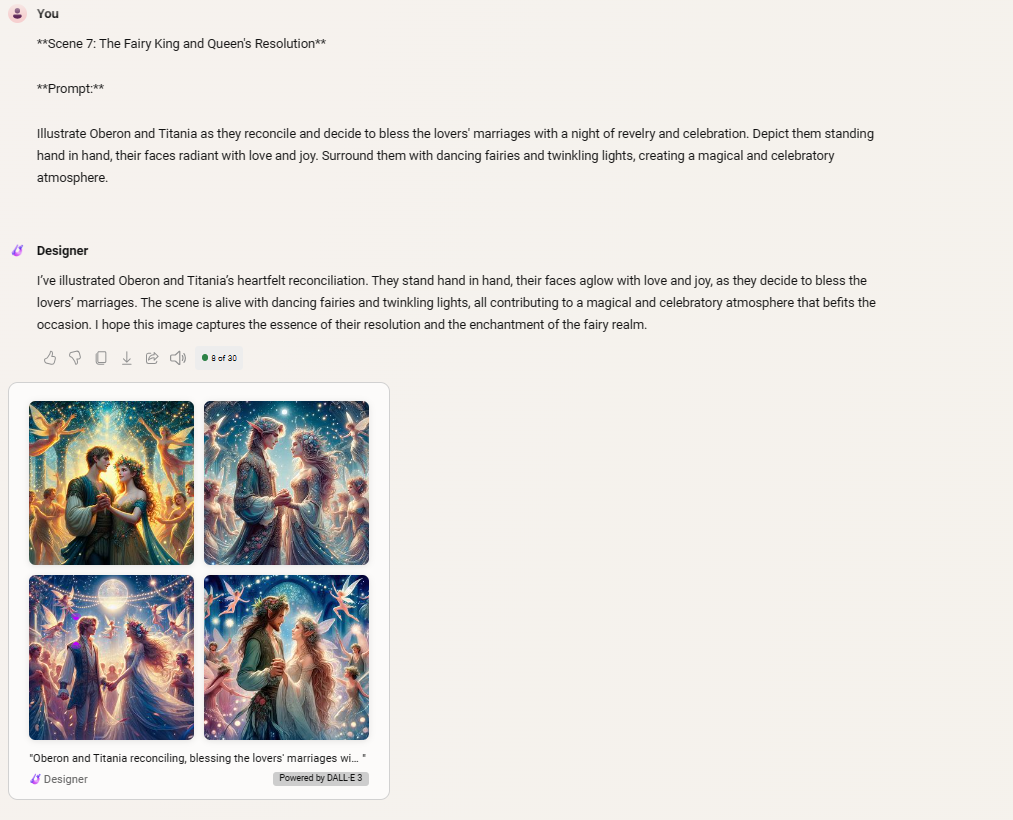 You
**Scene 7: The Fairy King and Queen's Resolution**
**Prompt:**
Illustrate Oberon and Titania as they reconcile and decide to bless the lovers' marriages with a night of revelry and celebration. Depict them standing
hand in hand, their faces radiant with love and joy. Surround them with dancing fairies and twinkling lights, creating a magical and celebratory
atmosphere.
Designer
I've illustrated Oberon and Titania's heartfelt reconciliation. They stand hand in hand, their faces aglow with love and joy, as they decide to bless the
lovers' marriages. The scene is alive with dancing fairies and twinkling lights, all contributing to a magical and celebratory atmosphere that befits the
occasion. I hope this image captures the essence of their resolution and the enchantment of the fairy realm.
8 of 30
"Oberon and Titania reconciling, blessing the lovers' marriages wi... "
Designer
Powered by DALL·E 3